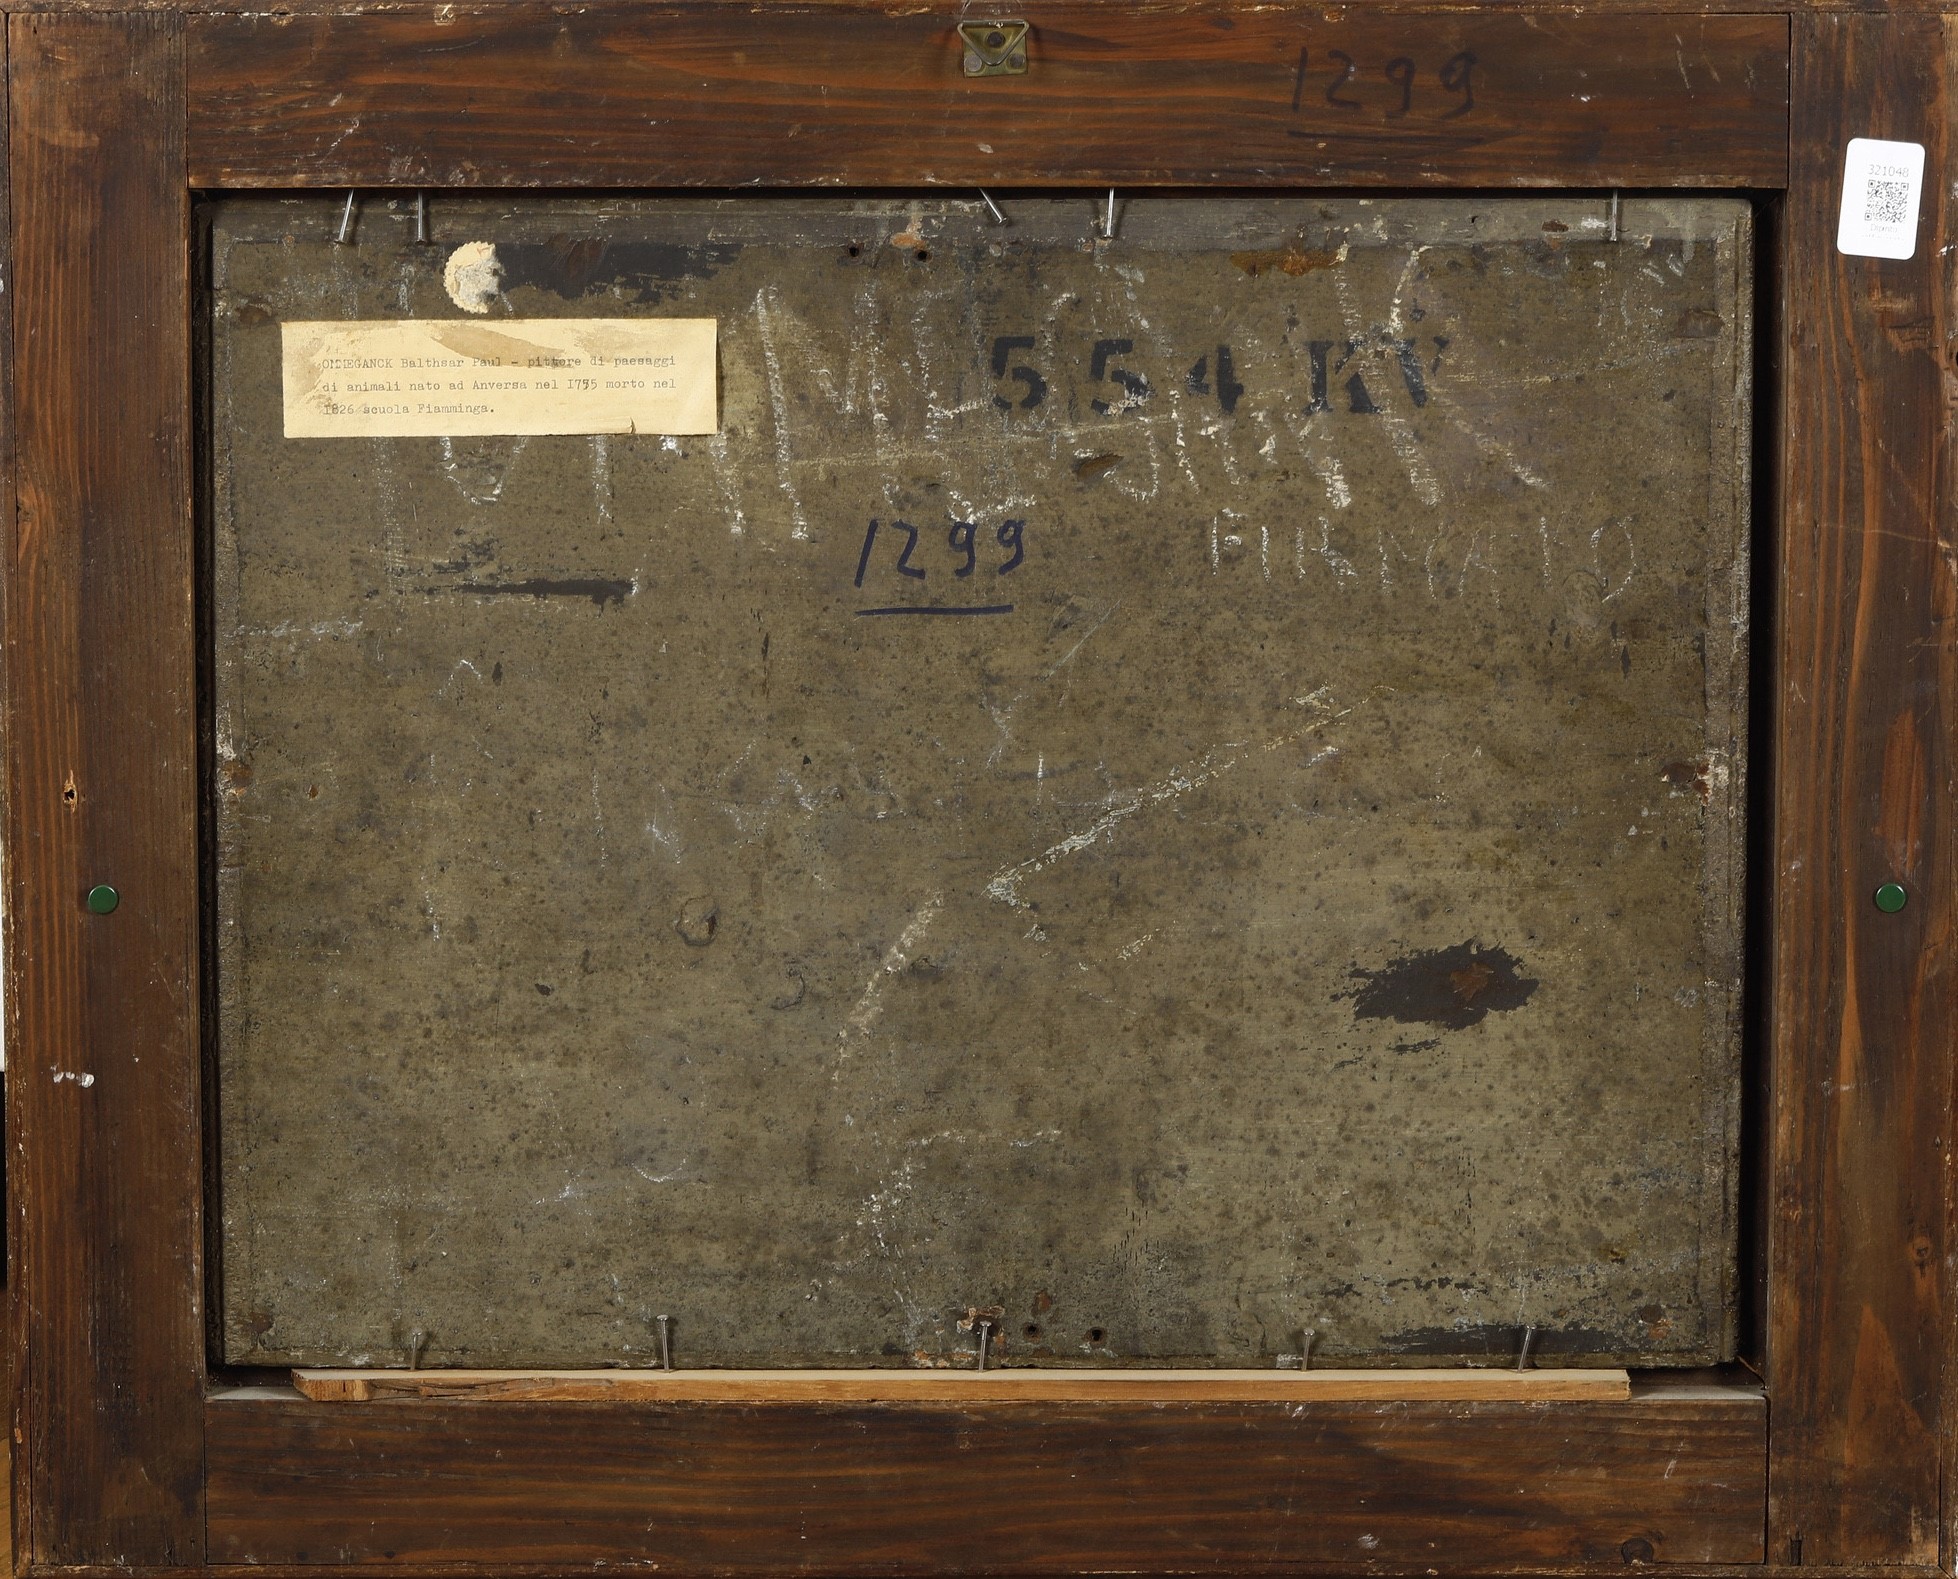 1299
321048
Dipinto
OMMEGANCK Balthsar Paul - pittore di paesaggi
di animali nato ad Anversa nel 1755 morto nel
1826 scuola Fiamminga.
554 KV
1299
FIRMATO